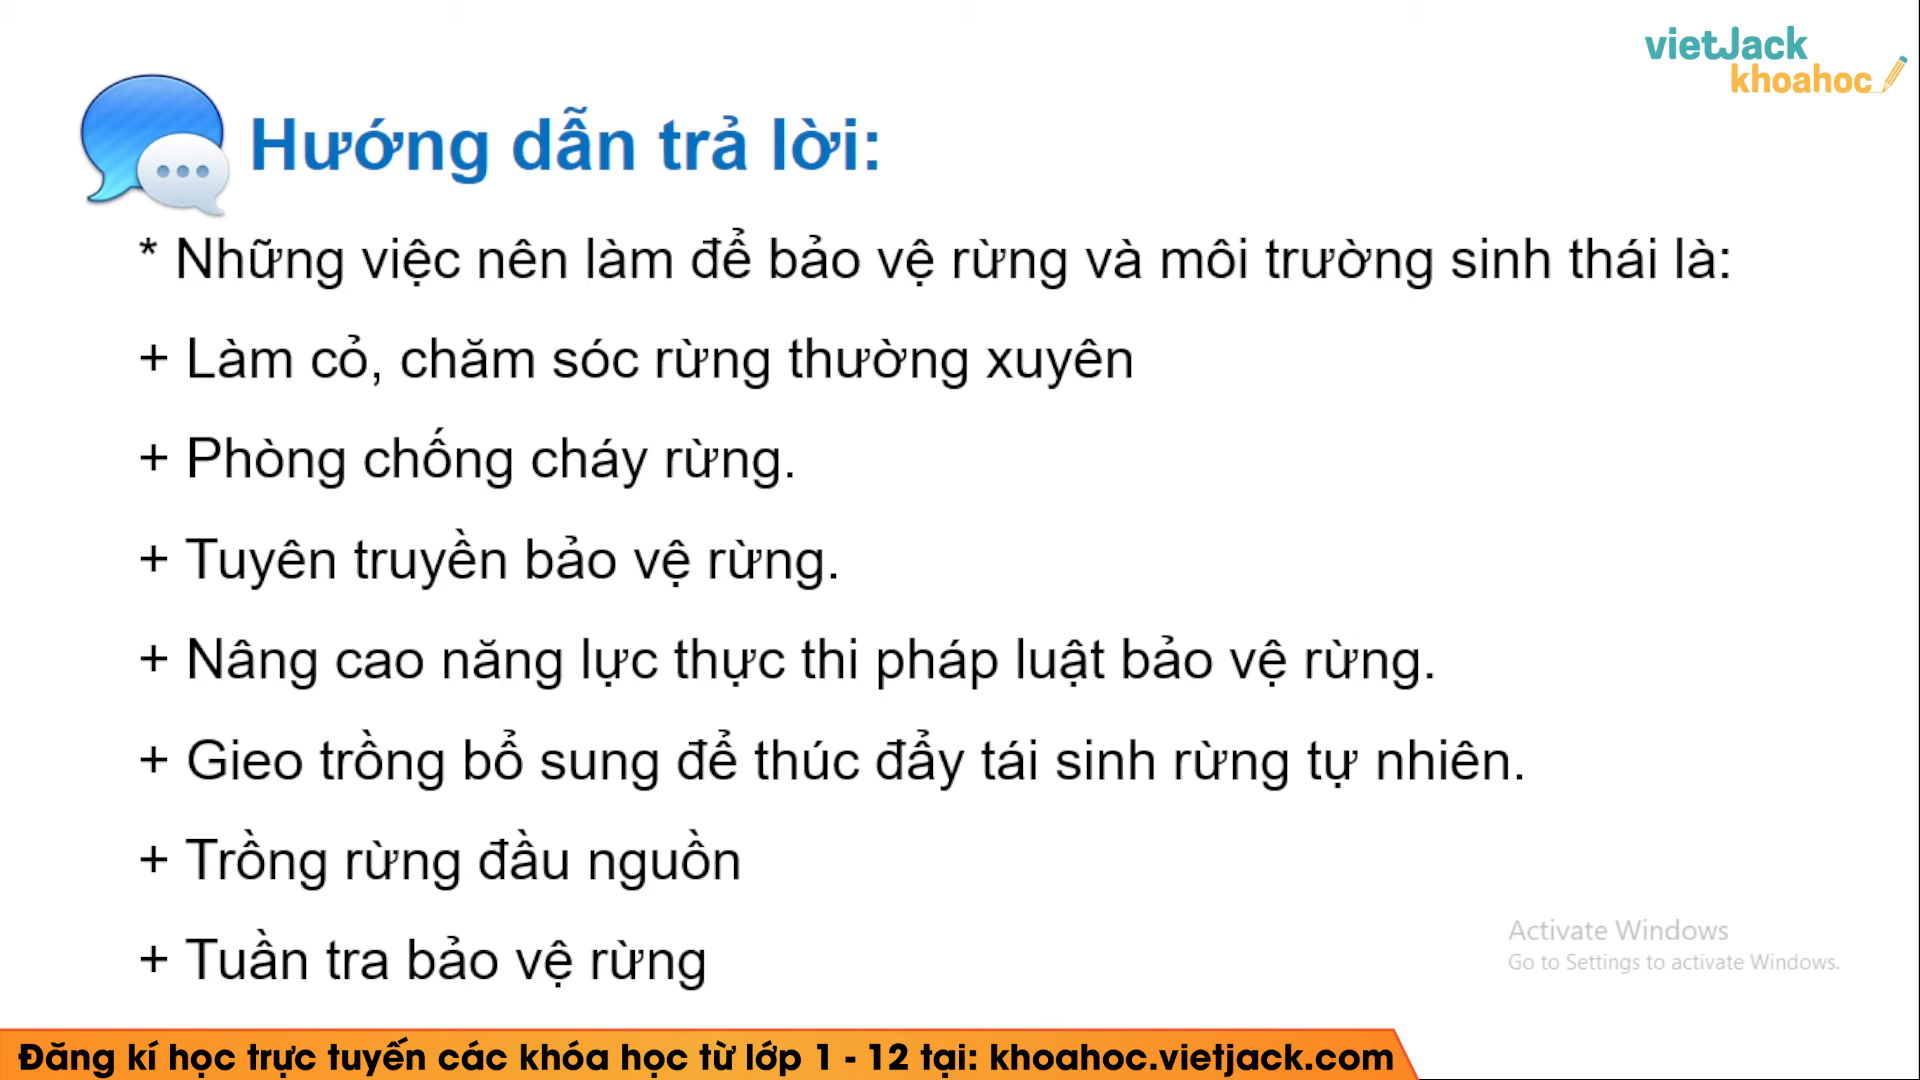 vietJack
khoahoc
Hướng dẫn trả lời:
* Những việc nên làm để bảo vệ rừng và môi trường sinh thái là:
+ Làm cỏ, chăm sóc rừng thường xuyên
+ Phòng chống cháy rừng.
+ Tuyên truyền bảo vệ rừng.
+ Nâng cao năng lực thực thi pháp luật bảo vệ rừng.
+ Gieo trồng bổ sung để thúc đẩy tái sinh rừng tự nhiên.
+ Trồng rừng đầu nguồn
+ Tuần tra bảo vệ rừng
Activate Windows
Go to Settings to activate Windows.
Đăng kí học trực tuyến các khóa học từ lớp 1 - 12 tại: khoahoc.vietjack.com